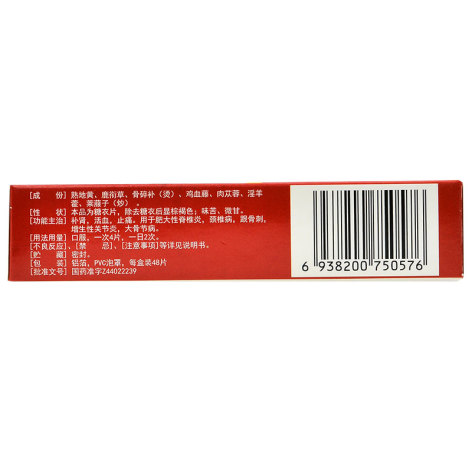 [成　份] 熟地黄、鹿衔草、骨碎补（烫）、鸡血藤、肉苁蓉、淫羊
藿、莱菔子（炒）。
[性　状] 本品为糖衣片，除去糖衣后显棕褐色；味苦、微甘。
[功能主治] 补肾，活血，止痛。用于肥大性脊椎炎，颈椎病，跟骨刺，
增生性关节炎，大骨节病。
[用法用量] 口服，一次4片，一日2次。
[不良反应]、[禁　忌]、[注意事项]等详见说明书。
[贮　藏] 密封。
[包　装] 铝箔，PVC泡罩，每盒装48片
[批准文号] 国药准字Z44022239
6 938200 750576